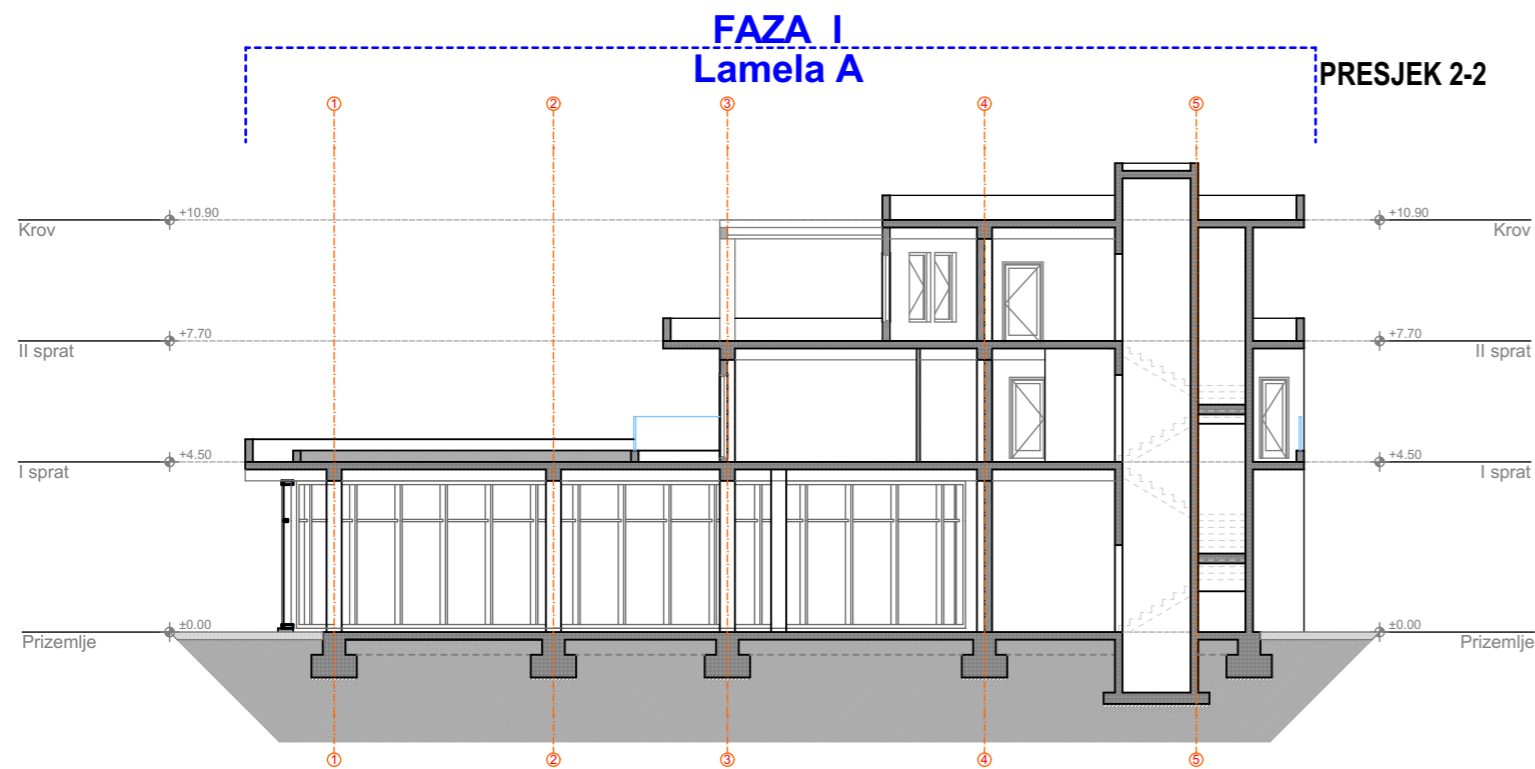 FAZA I
Lamela A
PRESJEK 2-2
1 2 3 4 5
+10.90 +10.90
Krov Krov
+7.70 +7.70
II sprat II sprat
+4.50 +4.50
I sprat I sprat
±0.00 ±0.00
Prizemlje Prizemlje
1 2 3 4 5